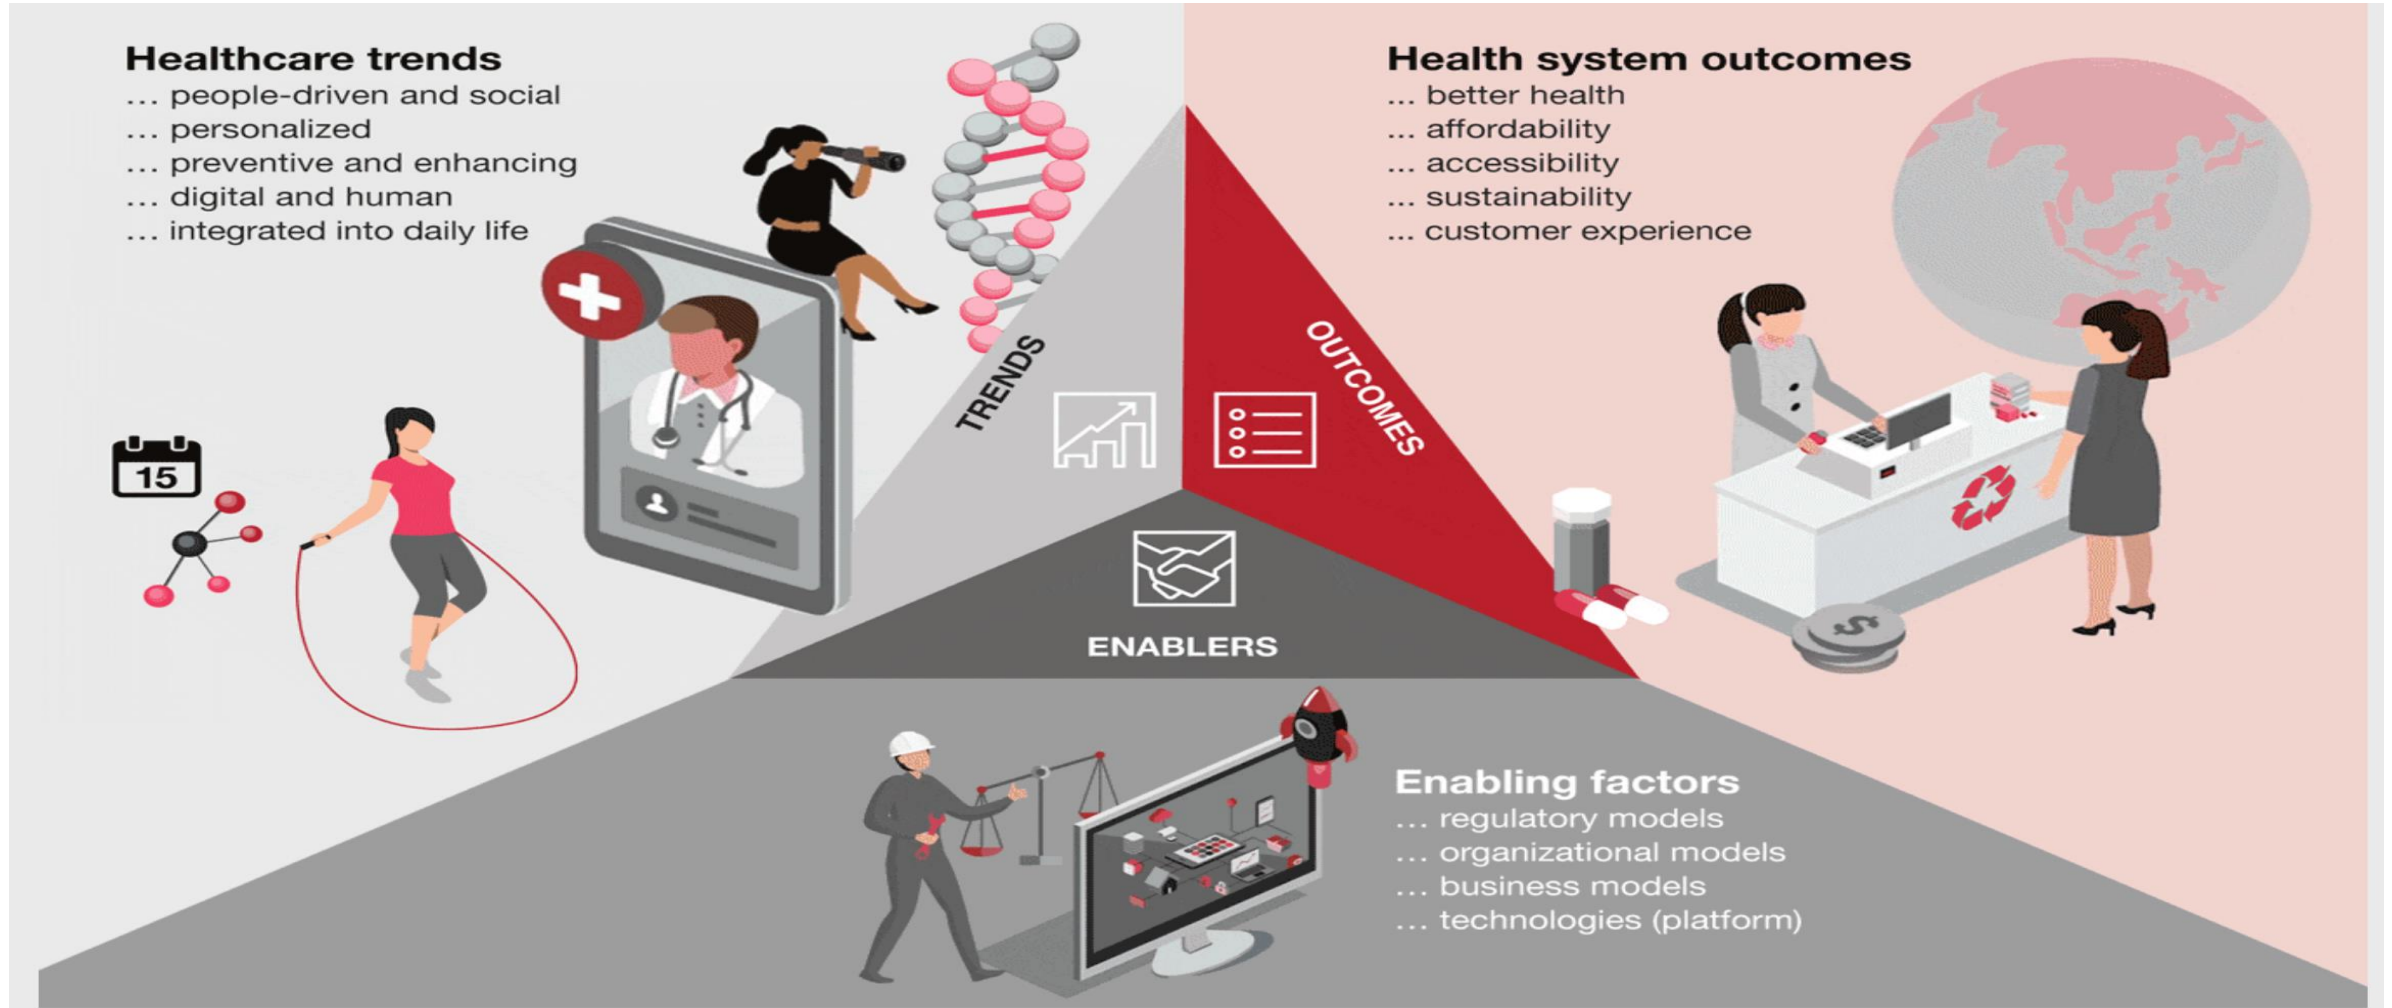 Healthcare trends
... people-driven and social
... personalized
... preventive and enhancing
... digital and human
... integrated into daily life
Health system outcomes
... better health
... affordability
... accessibility
... sustainability
... customer experience
15
TRENDS
OUTCOMES
ENABLERS
$
Enabling factors
... regulatory models
... organizational models
... business models
... technologies (platform)